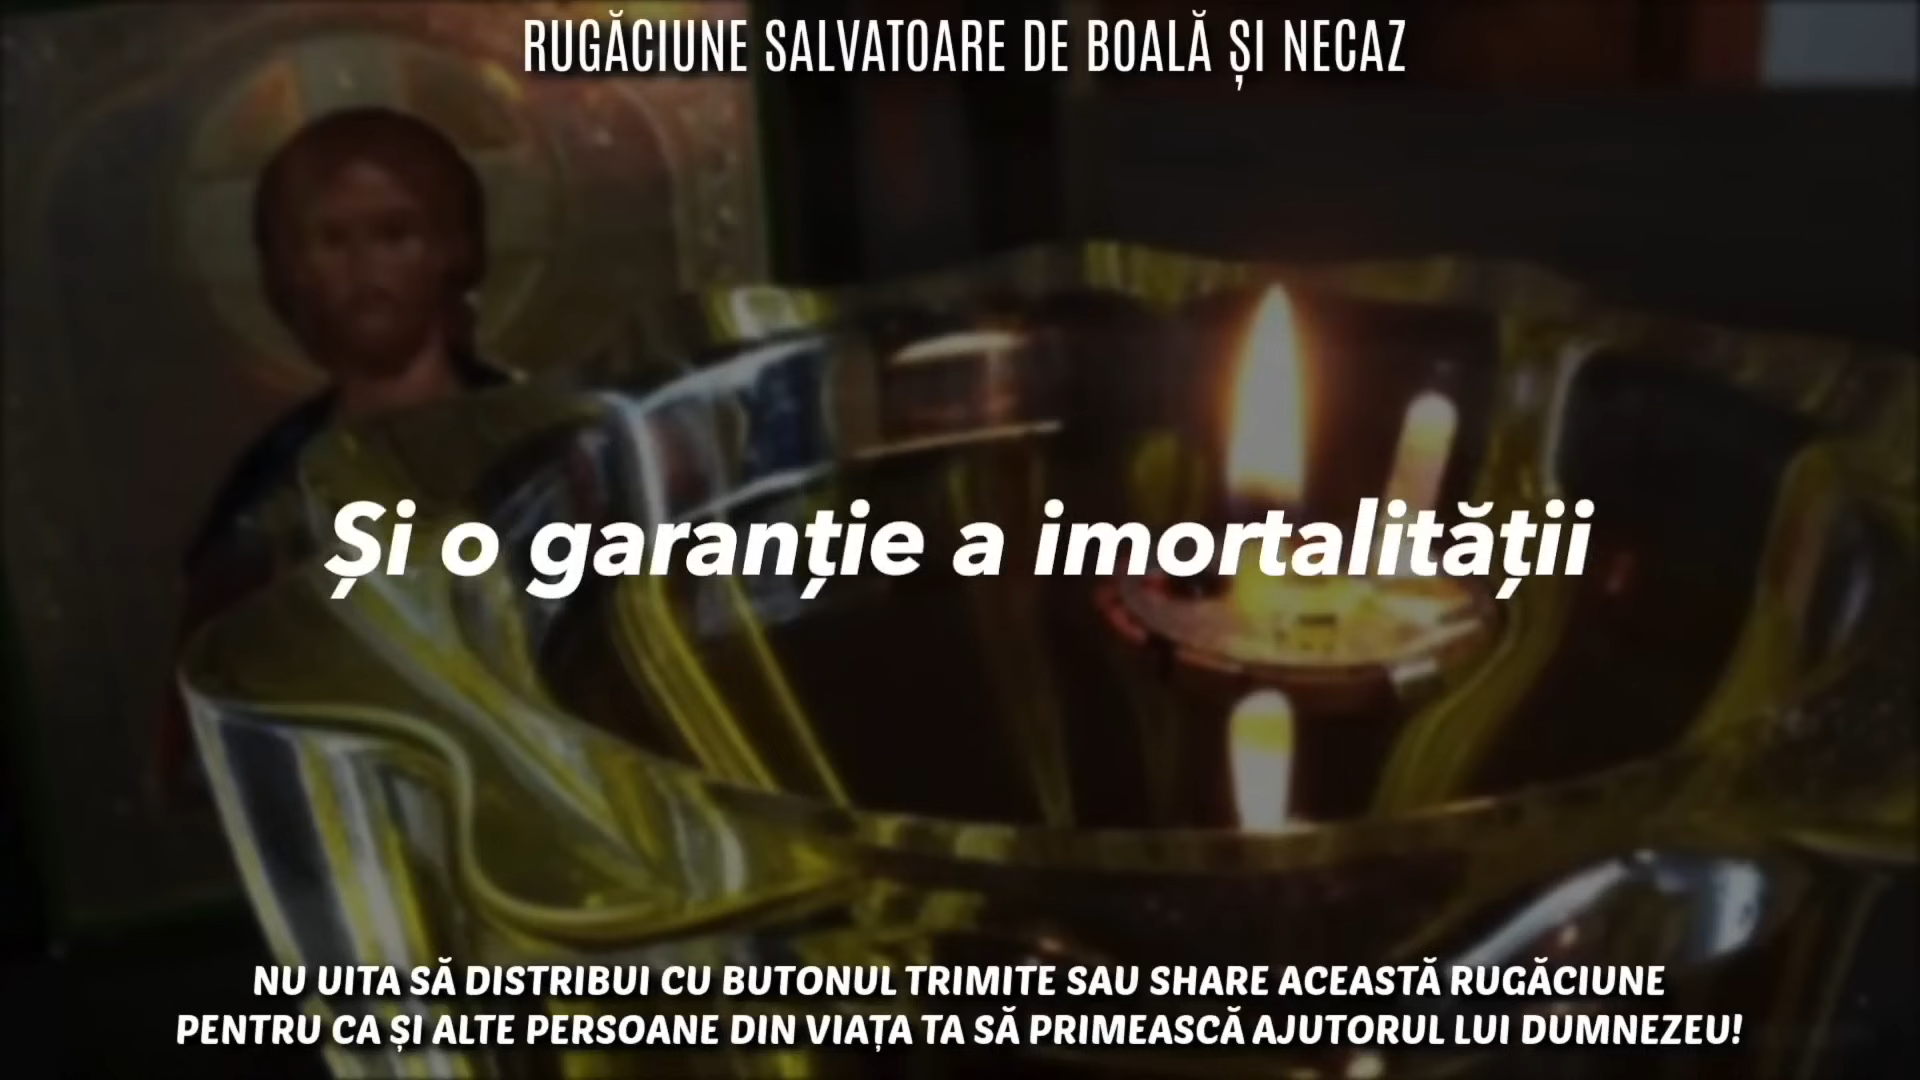 RUGĂCIUNE SALVATOARE DE BOALĂ ȘI NECAZ
Și o garanție a imortalității
NU UITA SĂ DISTRIBUI CU BUTONUL TRIMITE SAU SHARE ACEASTĂ RUGĂCIUNE
PENTRU CA ȘI ALTE PERSOANE DIN VIAȚA TA SĂ PRIMEASCĂ AJUTORUL LUI DUMNEZEU!